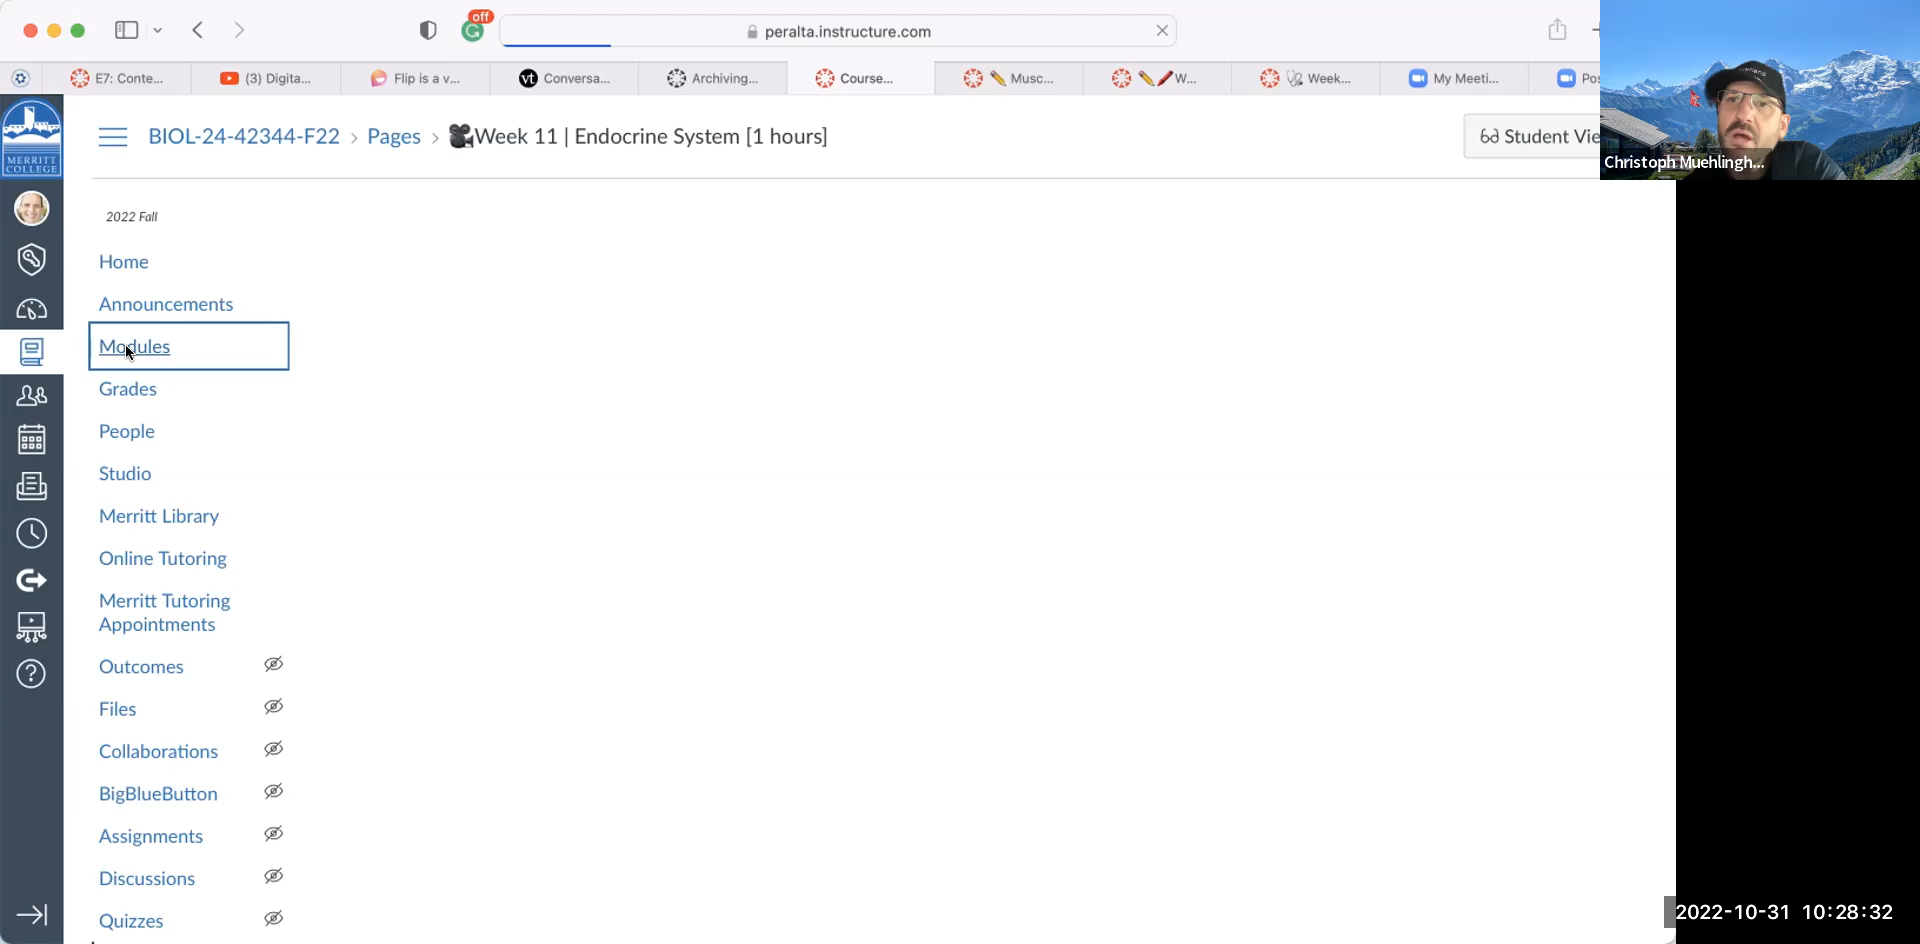 off
peralta.instructure.com
E7: Conte...
(3) Digita...
Flip is a v...
vt Conversa...
Archiving...
Course...
Musc...
W...
Week...
My Meeti...
Pos
MERRITT
COLLEGE
BIOL-24-42344-F22 > Pages > Week 11 | Endocrine System [1 hours]
Student Vie
Christoph Muehlingh...
2022 Fall
Home
Announcements
Modules
Grades
People
Studio
Merritt Library
Online Tutoring
Merritt Tutoring
Appointments
Outcomes
Files
Collaborations
BigBlueButton
Assignments
Discussions
Quizzes
2022-10-31 10:28:32